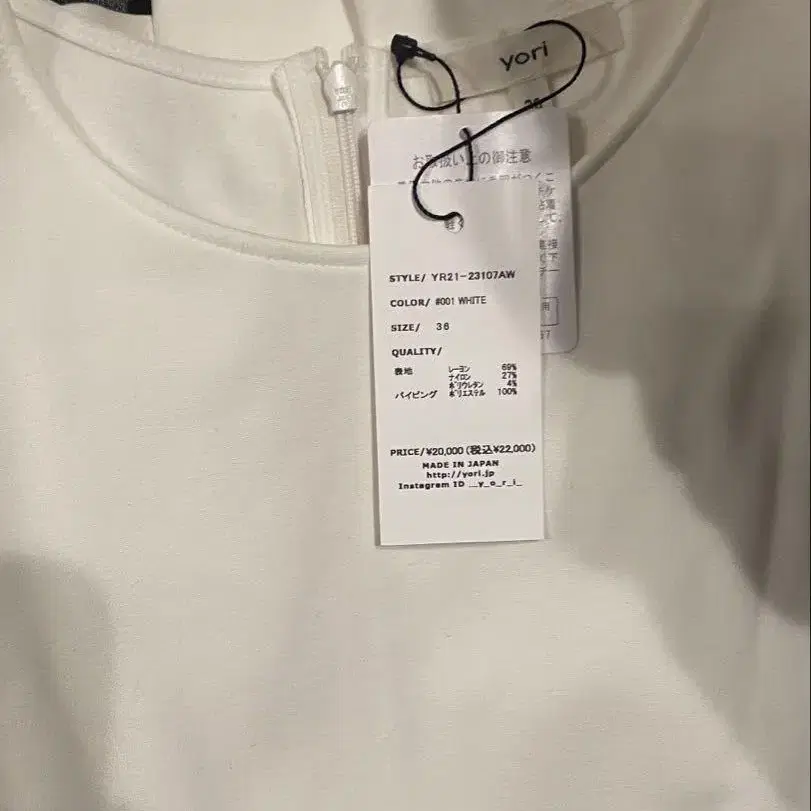 yori
お取扱い上の御注意
STYLE/ YR21-23107AW
COLOR/ #001 WHITE
SIZE/ 36
QUALITY/
表地 レーヨン 69%
ナイロン 27%
ポリウレタン 4%
パイピング ポリエステル 100%
PRICE/¥20,000(税込¥22,000)
MADE IN JAPAN
http://yori.jp
Instagram ID __y_o_r_i_